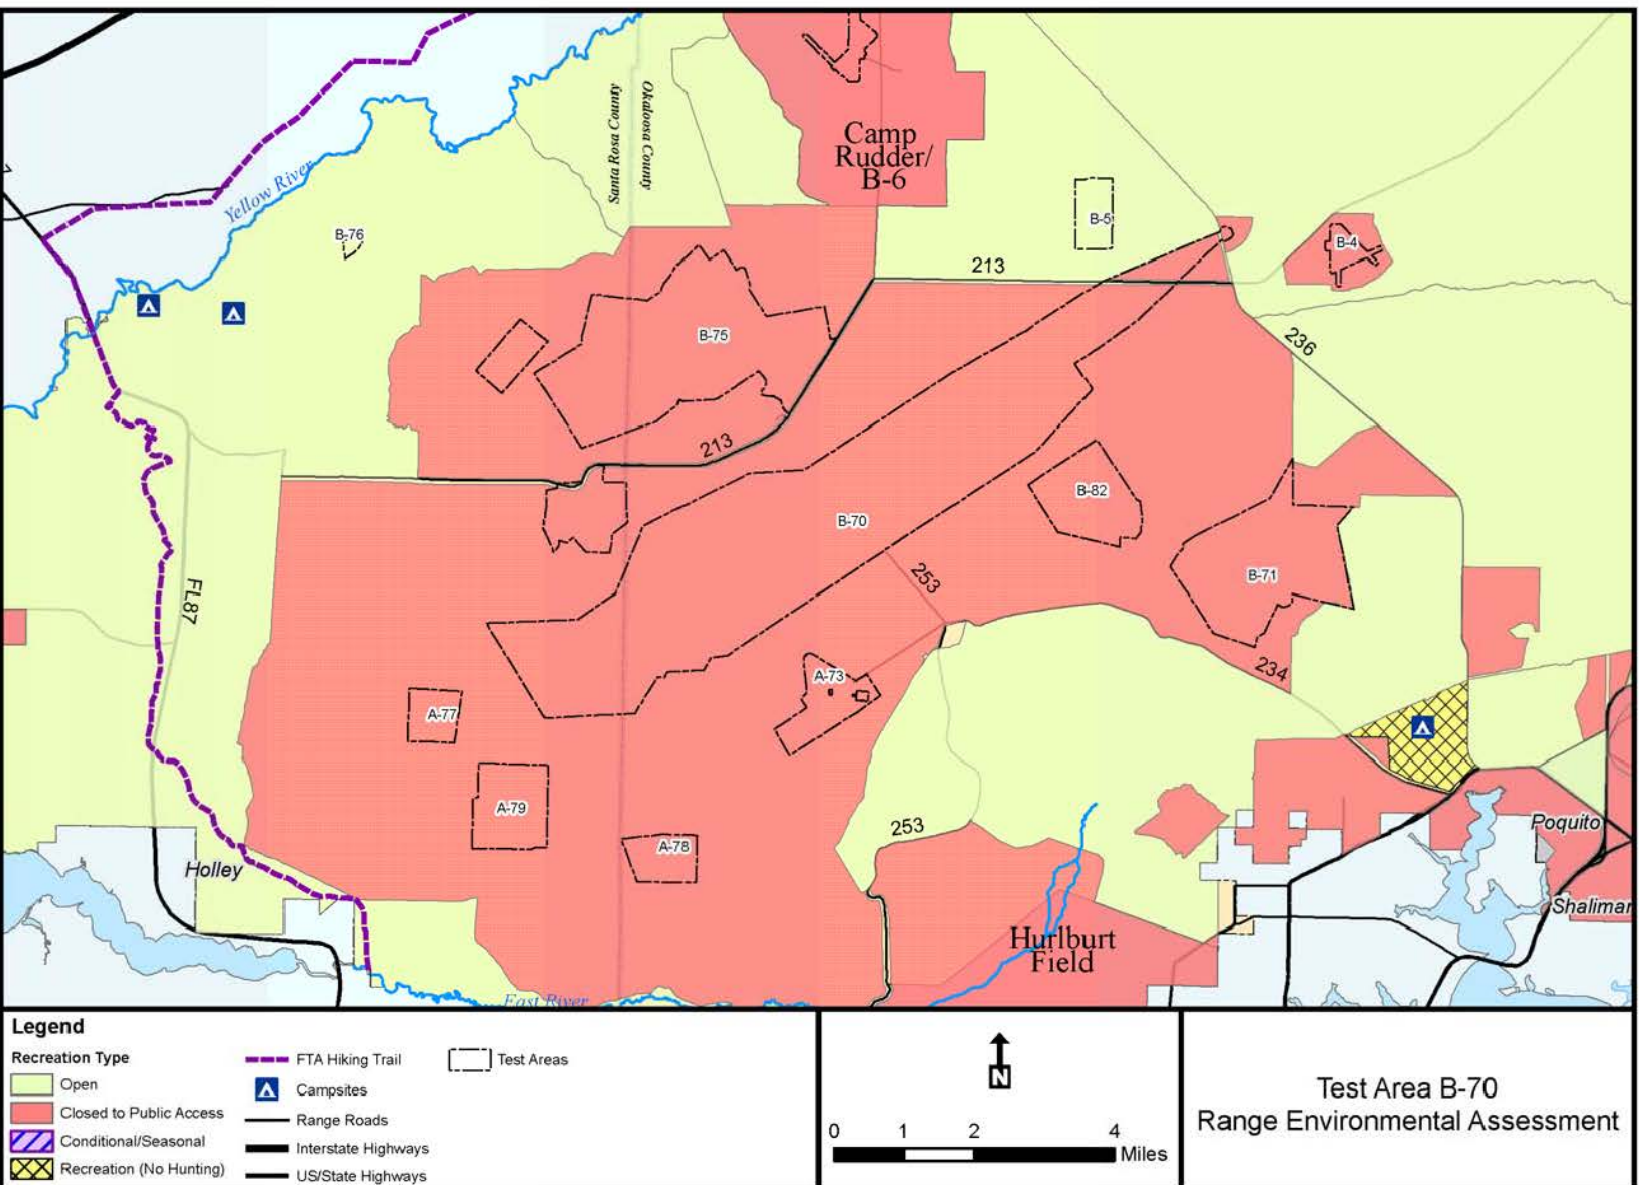 Santa Rosa County
Okaloosa County
Camp
Rudder/
B-6
Yellow River
B-76
B-5
B-4
213
236
B-75
213
B-82
B-70
B-71
253
FL87
234
A-73
A-77
A-79
A-78
253
Poquito
Holley
Shalimar
Hurlburt
Field
East River
Legend
Recreation Type
Open
Closed to Public Access
Conditional/Seasonal
Recreation (No Hunting)
FTA Hiking Trail
Campsites
Range Roads
Interstate Highways
US/State Highways
Test Areas
N
0 1 2 4
Miles
Test Area B-70
Range Environmental Assessment